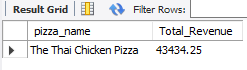 Result Grid Filter Rows:
pizza_name Total_Revenue
The Thai Chicken Pizza 43434.25